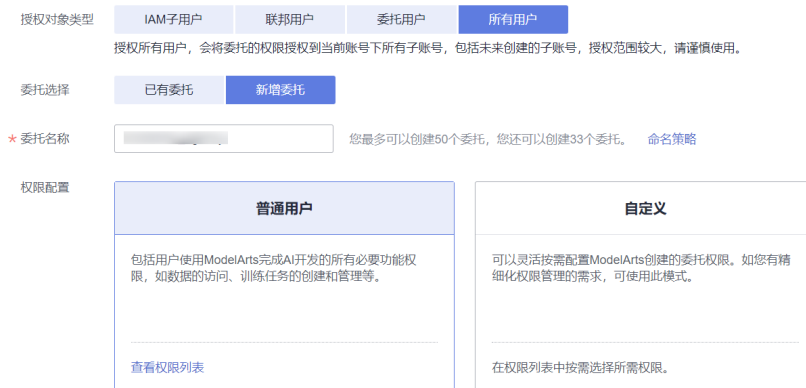 授权对象类型 IAM子用户 联邦用户 委托用户 所有用户
授权所有用户，会将委托的权限授权到当前账号下所有子账号，包括未来创建的子账号，授权范围较大，请谨慎使用。
委托选择 已有委托 新增委托
* 委托名称 您最多可以创建50个委托，您还可以创建33个委托。 命名策略
权限配置
普通用户 自定义
包括用户使用ModelArts完成AI开发的所有必要功能权
限，如数据的访问、训练任务的创建和管理等。
可以灵活按需配置ModelArts创建的委托权限。如您有精
细化权限管理的需求，可使用此模式。
查看权限列表 在权限列表中按需选择所需权限。